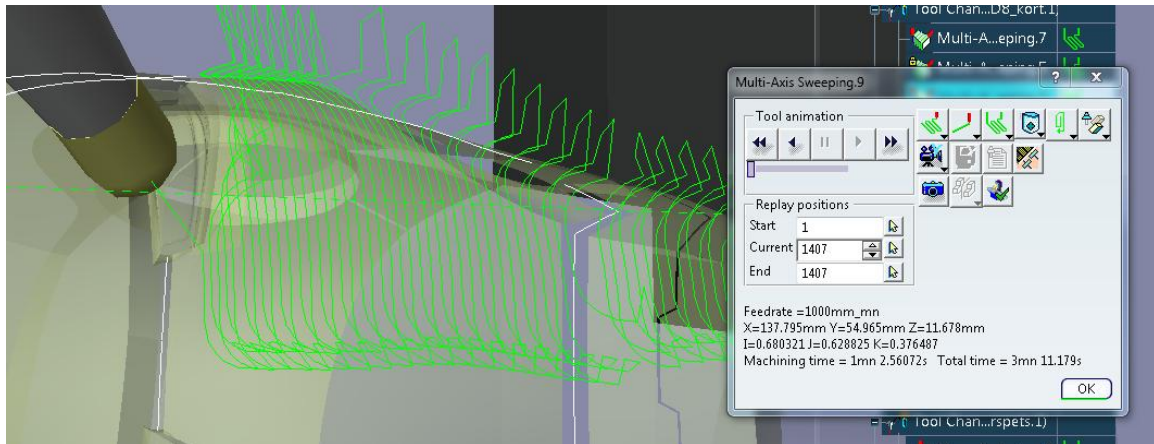 Tool Chan...D8_kort.1)
Multi-A...eping.7
Multi-Axis Sweeping.9
? X
Tool animation
Replay positions
Start 1
Current 1407
End 1407
Feedrate =1000mm_mn
X=137.795mm Y=54.965mm Z=11.678mm
I=0.680321 J=0.628825 K=0.376487
Machining time = 1mn 2.56072s Total time = 3mn 11.179s
OK
Tool Chan...rspets.1)